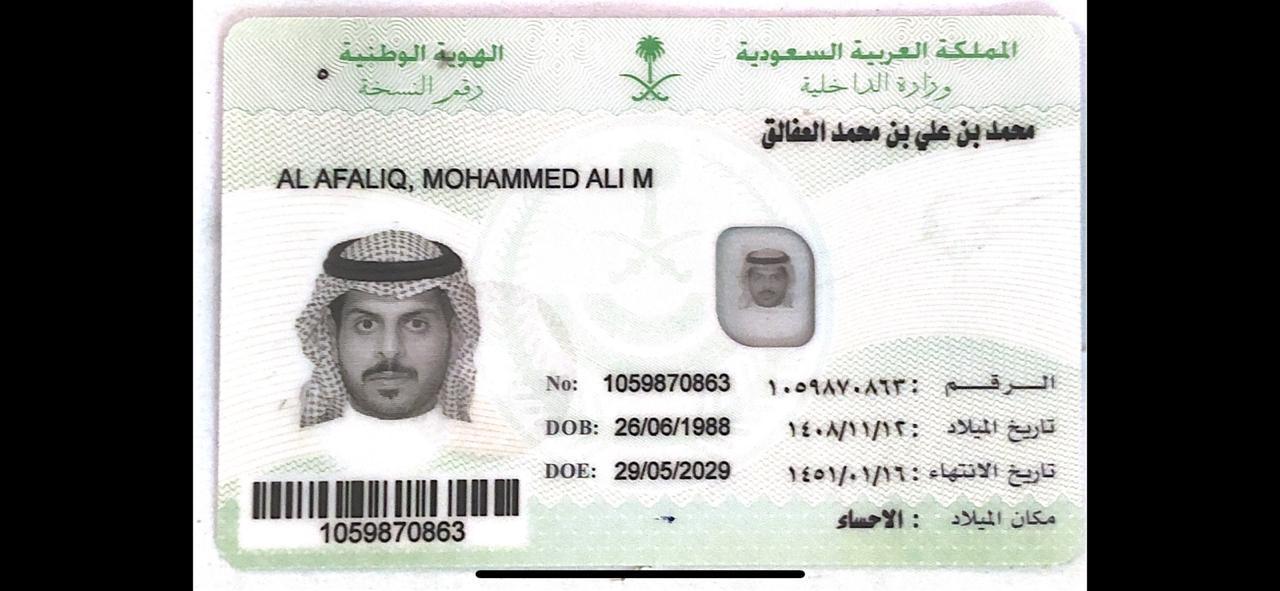 المملكة العربية السعودية
وزارة الداخلية
الهوية الوطنية
رقم النسخة ٥
محمد بن علي بن محمد العفالق
AL AFALIQ, MOHAMMED ALI M
الـــرقـــم : ١٠٥٩٨٧٠٨٦٣ No: 1059870863
تاريخ الميلاد : ١٤٠٨/١١/١٢ DOB: 26/06/1988
تاريخ الانتهاء : ١٤٥١/٠١/١٦ DOE: 29/05/2029
مكان الميلاد : الاحساء
1059870863